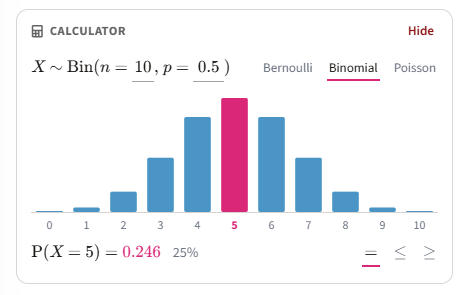 CALCULATOR Hide
X ~ Bin(n = 10, p = 0.5) Bernoulli Binomial Poisson
0 1 2 3 4 5 6 7 8 9 10
P(X = 5) = 0.246 25% = ≤ ≥